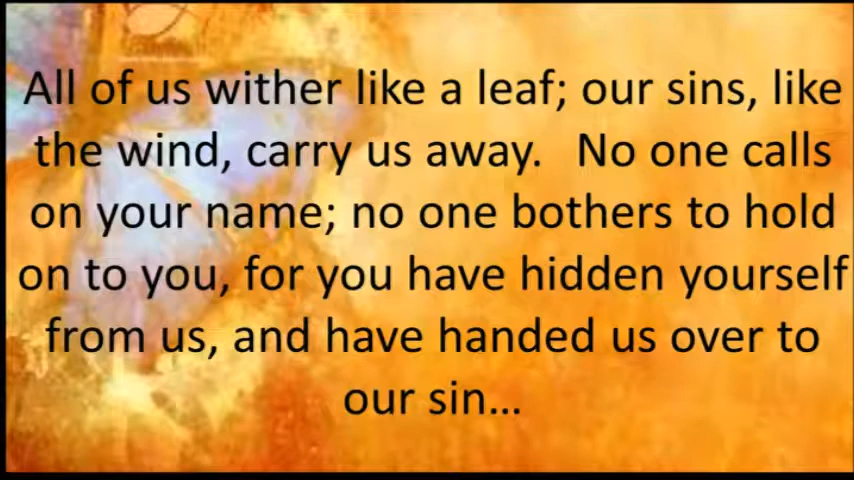 All of us wither like a leaf; our sins, like
the wind, carry us away. No one calls
on your name; no one bothers to hold
on to you, for you have hidden yourself
from us, and have handed us over to
our sin...